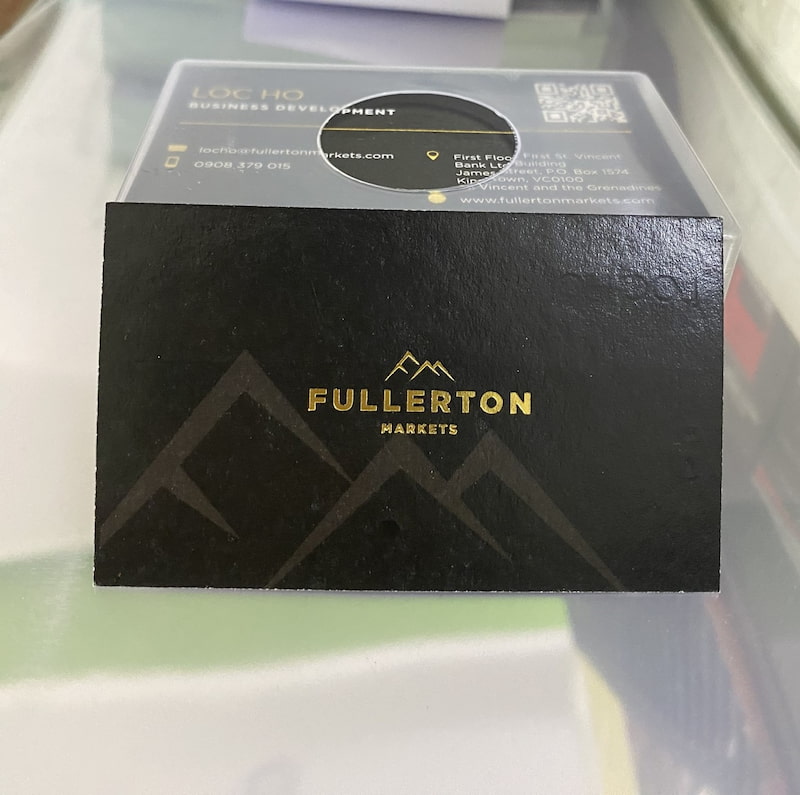 LOC HO
BUSINESS DEVELOPMENT
locho@fullertonmarkets.com
0908 379 015
First Floor, First St. Vincent
Bank Ltd Building
James Street, P.O. Box 1574
Kingstown, VC0100
Vincent and the Grenadines
www.fullertonmarkets.com
FULLERTON
MARKETS